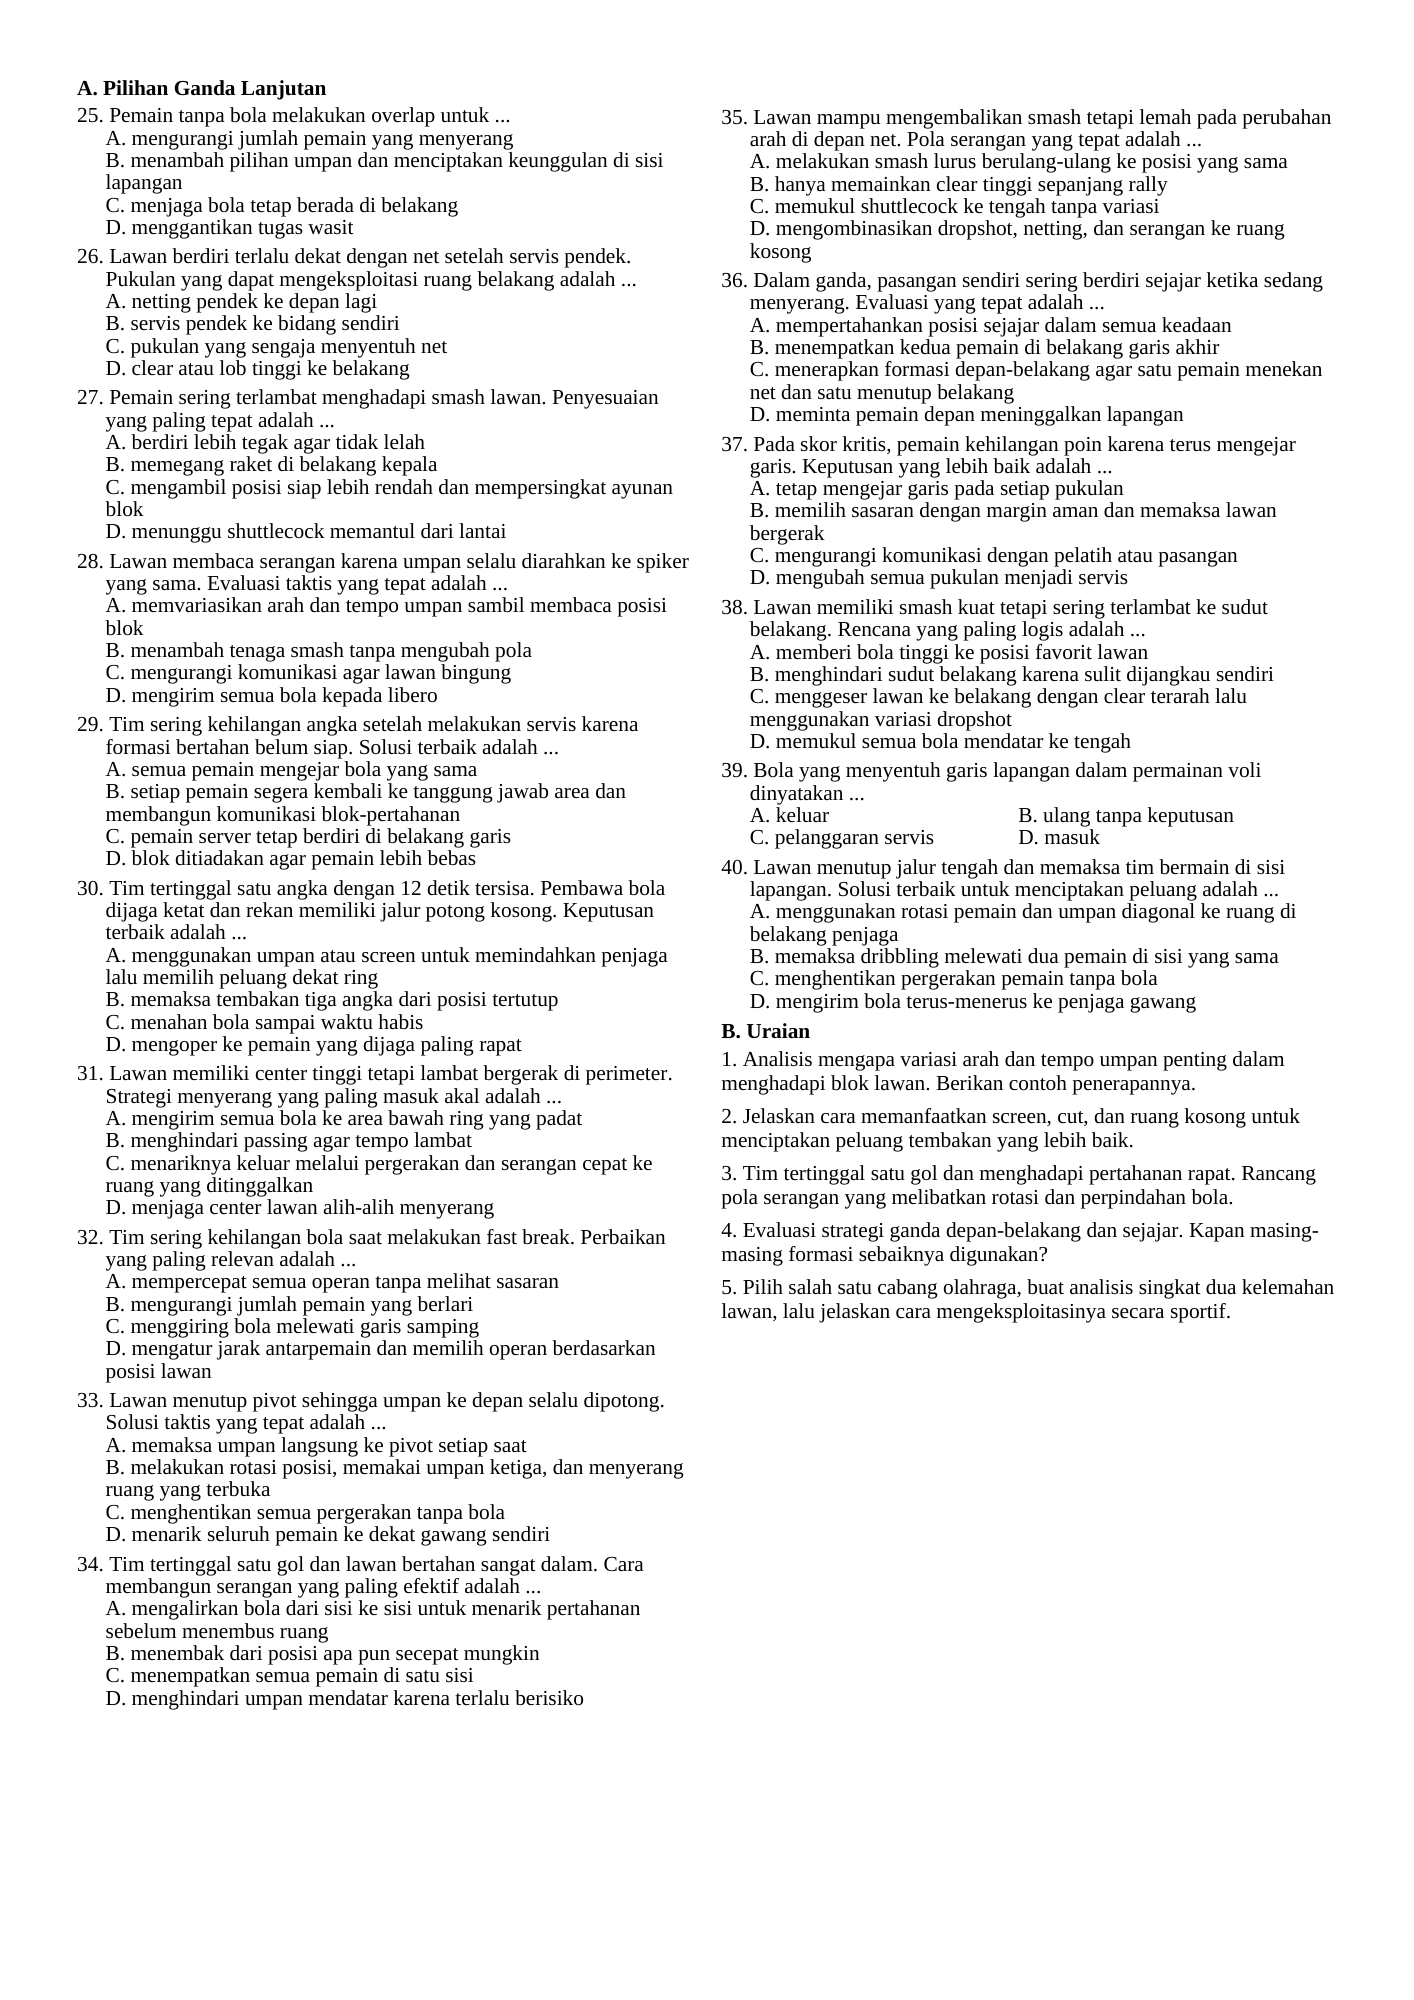 A. Pilihan Ganda Lanjutan
25. Pemain tanpa bola melakukan overlap untuk ...
A. mengurangi jumlah pemain yang menyerang
B. menambah pilihan umpan dan menciptakan keunggulan di sisi
lapangan
C. menjaga bola tetap berada di belakang
D. menggantikan tugas wasit
26. Lawan berdiri terlalu dekat dengan net setelah servis pendek.
Pukulan yang dapat mengeksploitasi ruang belakang adalah ...
A. netting pendek ke depan lagi
B. servis pendek ke bidang sendiri
C. pukulan yang sengaja menyentuh net
D. clear atau lob tinggi ke belakang
27. Pemain sering terlambat menghadapi smash lawan. Penyesuaian
yang paling tepat adalah ...
A. berdiri lebih tegak agar tidak lelah
B. memegang raket di belakang kepala
C. mengambil posisi siap lebih rendah dan mempersingkat ayunan
blok
D. menunggu shuttlecock memantul dari lantai
28. Lawan membaca serangan karena umpan selalu diarahkan ke spiker
yang sama. Evaluasi taktis yang tepat adalah ...
A. memvariasikan arah dan tempo umpan sambil membaca posisi
blok
B. menambah tenaga smash tanpa mengubah pola
C. mengurangi komunikasi agar lawan bingung
D. mengirim semua bola kepada libero
29. Tim sering kehilangan angka setelah melakukan servis karena
formasi bertahan belum siap. Solusi terbaik adalah ...
A. semua pemain mengejar bola yang sama
B. setiap pemain segera kembali ke tanggung jawab area dan
membangun komunikasi blok-pertahanan
C. pemain server tetap berdiri di belakang garis
D. blok ditiadakan agar pemain lebih bebas
30. Tim tertinggal satu angka dengan 12 detik tersisa. Pembawa bola
dijaga ketat dan rekan memiliki jalur potong kosong. Keputusan
terbaik adalah ...
A. menggunakan umpan atau screen untuk memindahkan penjaga
lalu memilih peluang dekat ring
B. memaksa tembakan tiga angka dari posisi tertutup
C. menahan bola sampai waktu habis
D. mengoper ke pemain yang dijaga paling rapat
31. Lawan memiliki center tinggi tetapi lambat bergerak di perimeter.
Strategi menyerang yang paling masuk akal adalah ...
A. mengirim semua bola ke area bawah ring yang padat
B. menghindari passing agar tempo lambat
C. menariknya keluar melalui pergerakan dan serangan cepat ke
ruang yang ditinggalkan
D. menjaga center lawan alih-alih menyerang
32. Tim sering kehilangan bola saat melakukan fast break. Perbaikan
yang paling relevan adalah ...
A. mempercepat semua operan tanpa melihat sasaran
B. mengurangi jumlah pemain yang berlari
C. menggiring bola melewati garis samping
D. mengatur jarak antarpemain dan memilih operan berdasarkan
posisi lawan
33. Lawan menutup pivot sehingga umpan ke depan selalu dipotong.
Solusi taktis yang tepat adalah ...
A. memaksa umpan langsung ke pivot setiap saat
B. melakukan rotasi posisi, memakai umpan ketiga, dan menyerang
ruang yang terbuka
C. menghentikan semua pergerakan tanpa bola
D. menarik seluruh pemain ke dekat gawang sendiri
34. Tim tertinggal satu gol dan lawan bertahan sangat dalam. Cara
membangun serangan yang paling efektif adalah ...
A. mengalirkan bola dari sisi ke sisi untuk menarik pertahanan
sebelum menembus ruang
B. menembak dari posisi apa pun secepat mungkin
C. menempatkan semua pemain di satu sisi
D. menghindari umpan mendatar karena terlalu berisiko
35. Lawan mampu mengembalikan smash tetapi lemah pada perubahan
arah di depan net. Pola serangan yang tepat adalah ...
A. melakukan smash lurus berulang-ulang ke posisi yang sama
B. hanya memainkan clear tinggi sepanjang rally
C. memukul shuttlecock ke tengah tanpa variasi
D. mengombinasikan dropshot, netting, dan serangan ke ruang
kosong
36. Dalam ganda, pasangan sendiri sering berdiri sejajar ketika sedang
menyerang. Evaluasi yang tepat adalah ...
A. mempertahankan posisi sejajar dalam semua keadaan
B. menempatkan kedua pemain di belakang garis akhir
C. menerapkan formasi depan-belakang agar satu pemain menekan
net dan satu menutup belakang
D. meminta pemain depan meninggalkan lapangan
37. Pada skor kritis, pemain kehilangan poin karena terus mengejar
garis. Keputusan yang lebih baik adalah ...
A. tetap mengejar garis pada setiap pukulan
B. memilih sasaran dengan margin aman dan memaksa lawan
bergerak
C. mengurangi komunikasi dengan pelatih atau pasangan
D. mengubah semua pukulan menjadi servis
38. Lawan memiliki smash kuat tetapi sering terlambat ke sudut
belakang. Rencana yang paling logis adalah ...
A. memberi bola tinggi ke posisi favorit lawan
B. menghindari sudut belakang karena sulit dijangkau sendiri
C. menggeser lawan ke belakang dengan clear terarah lalu
menggunakan variasi dropshot
D. memukul semua bola mendatar ke tengah
39. Bola yang menyentuh garis lapangan dalam permainan voli
dinyatakan ...
A. keluar B. ulang tanpa keputusan
C. pelanggaran servis D. masuk
40. Lawan menutup jalur tengah dan memaksa tim bermain di sisi
lapangan. Solusi terbaik untuk menciptakan peluang adalah ...
A. menggunakan rotasi pemain dan umpan diagonal ke ruang di
belakang penjaga
B. memaksa dribbling melewati dua pemain di sisi yang sama
C. menghentikan pergerakan pemain tanpa bola
D. mengirim bola terus-menerus ke penjaga gawang
B. Uraian
1. Analisis mengapa variasi arah dan tempo umpan penting dalam
menghadapi blok lawan. Berikan contoh penerapannya.
2. Jelaskan cara memanfaatkan screen, cut, dan ruang kosong untuk
menciptakan peluang tembakan yang lebih baik.
3. Tim tertinggal satu gol dan menghadapi pertahanan rapat. Rancang
pola serangan yang melibatkan rotasi dan perpindahan bola.
4. Evaluasi strategi ganda depan-belakang dan sejajar. Kapan masing-
masing formasi sebaiknya digunakan?
5. Pilih salah satu cabang olahraga, buat analisis singkat dua kelemahan
lawan, lalu jelaskan cara mengeksploitasinya secara sportif.